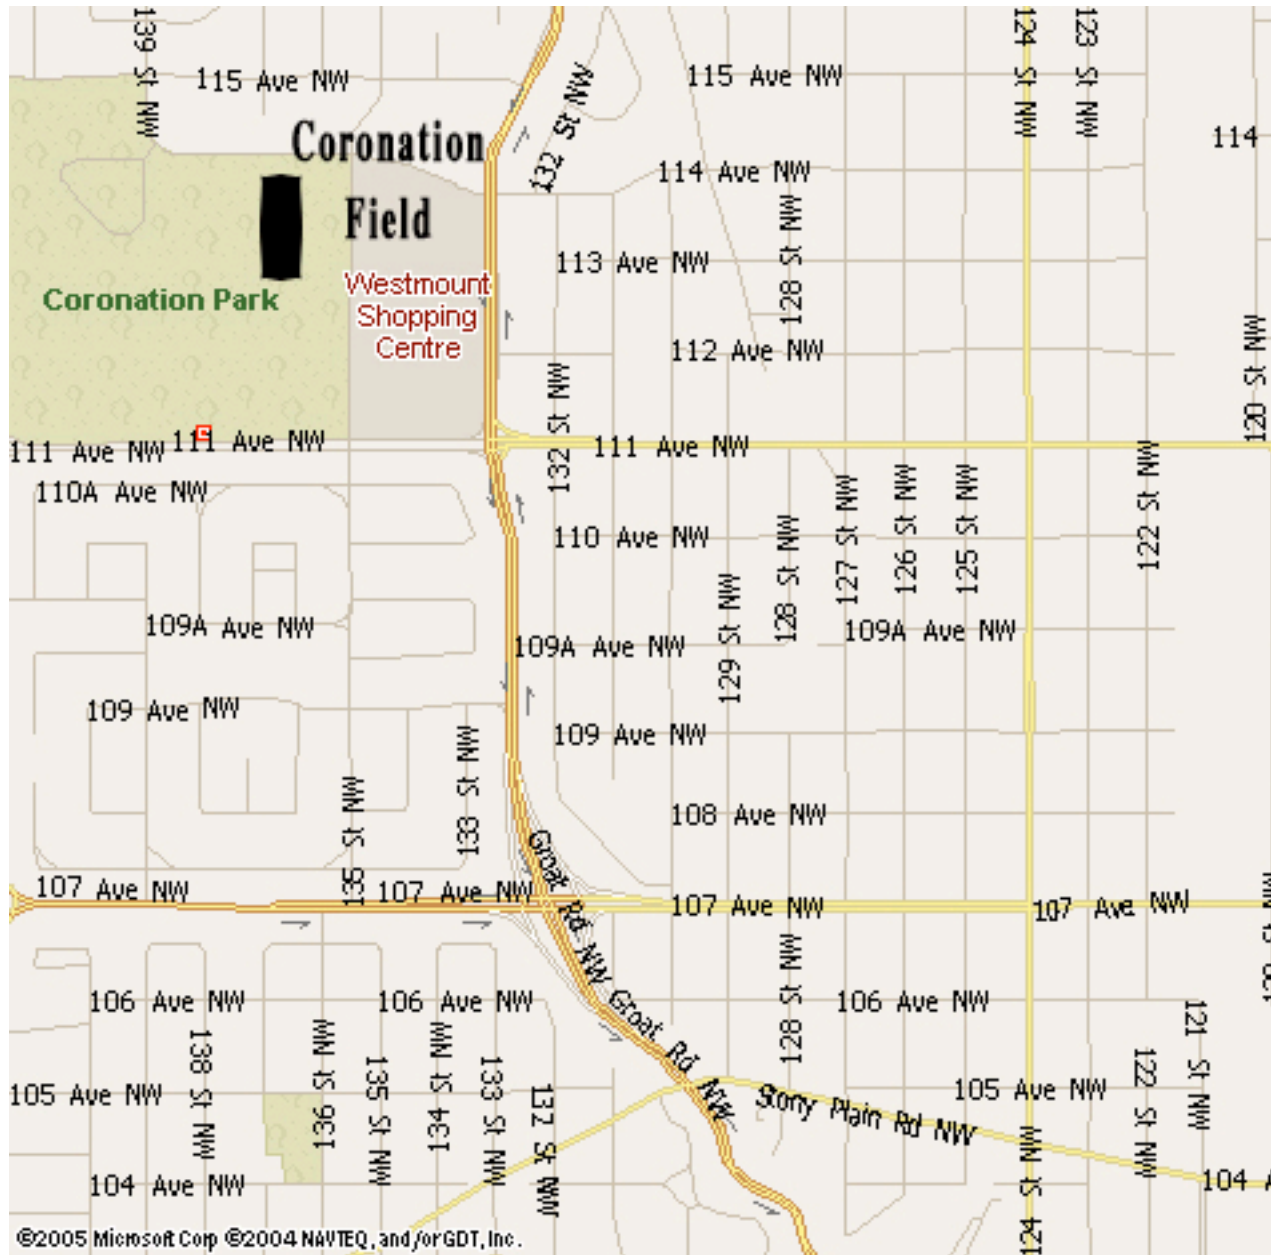 139 St NW
124 St NW
123 St NW
115 Ave NW
115 Ave NW
132 St NW
Coronation
114
114 Ave NW
Field
128 St NW
113 Ave NW
Westmount
Shopping
Centre
Coronation Park
112 Ave NW
120 St NW
132 St NW
111 Ave NW
111 Ave NW
111 Ave NW
122 St NW
110A Ave NW
127 St NW
126 St NW
125 St NW
110 Ave NW
128 St NW
109A Ave NW
109A Ave NW
109A Ave NW
129 St NW
109 Ave NW
109 Ave NW
133 St NW
135 St NW
108 Ave NW
Groat Rd NW
107 Ave NW
107 Ave NW
107 Ave NW
107 Ave NW
128 St NW
106 Ave NW
106 Ave NW
106 Ave NW
Groat Rd NW
121 St NW
138 St NW
136 St NW
135 St NW
134 St NW
133 St NW
132 St NW
122 St NW
105 Ave NW
105 Ave NW
Stony Plain Rd NW
124 St NW
104 Ave NW
104 A
©2005 Microsoft Corp ©2004 NAVTEQ, and/or GDT, Inc.